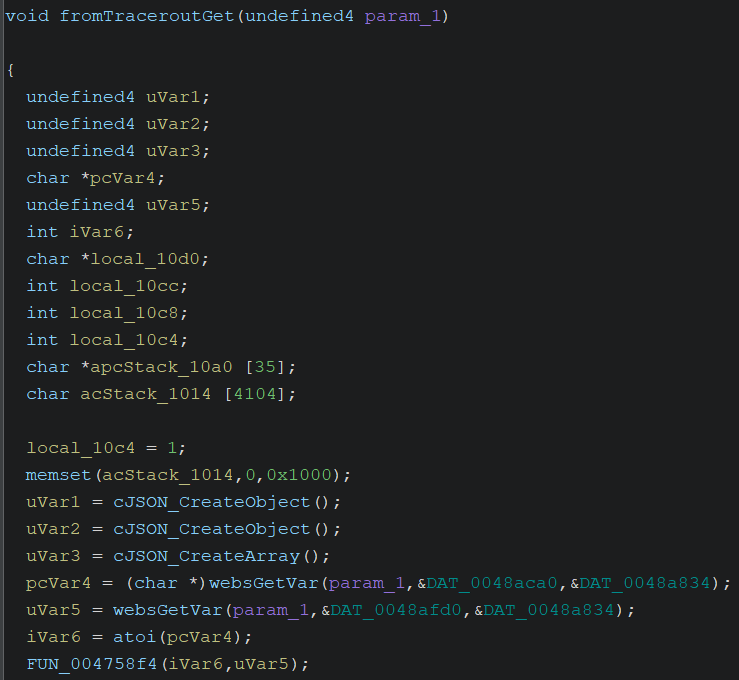 void fromTraceroutGet(undefined4 param_1)
{
undefined4 uVar1;
undefined4 uVar2;
undefined4 uVar3;
char *pcVar4;
undefined4 uVar5;
int iVar6;
char *local_10d0;
int local_10cc;
int local_10c8;
int local_10c4;
char *apcStack_10a0 [35];
char acStack_1014 [4104];
local_10c4 = 1;
memset(acStack_1014,0,0x1000);
uVar1 = cJSON_CreateObject();
uVar2 = cJSON_CreateObject();
uVar3 = cJSON_CreateArray();
pcVar4 = (char *)websGetVar(param_1,&DAT_0048aca0,&DAT_0048a834);
uVar5 = websGetVar(param_1,&DAT_0048afd0,&DAT_0048a834);
iVar6 = atoi(pcVar4);
FUN_004758f4(iVar6,uVar5);